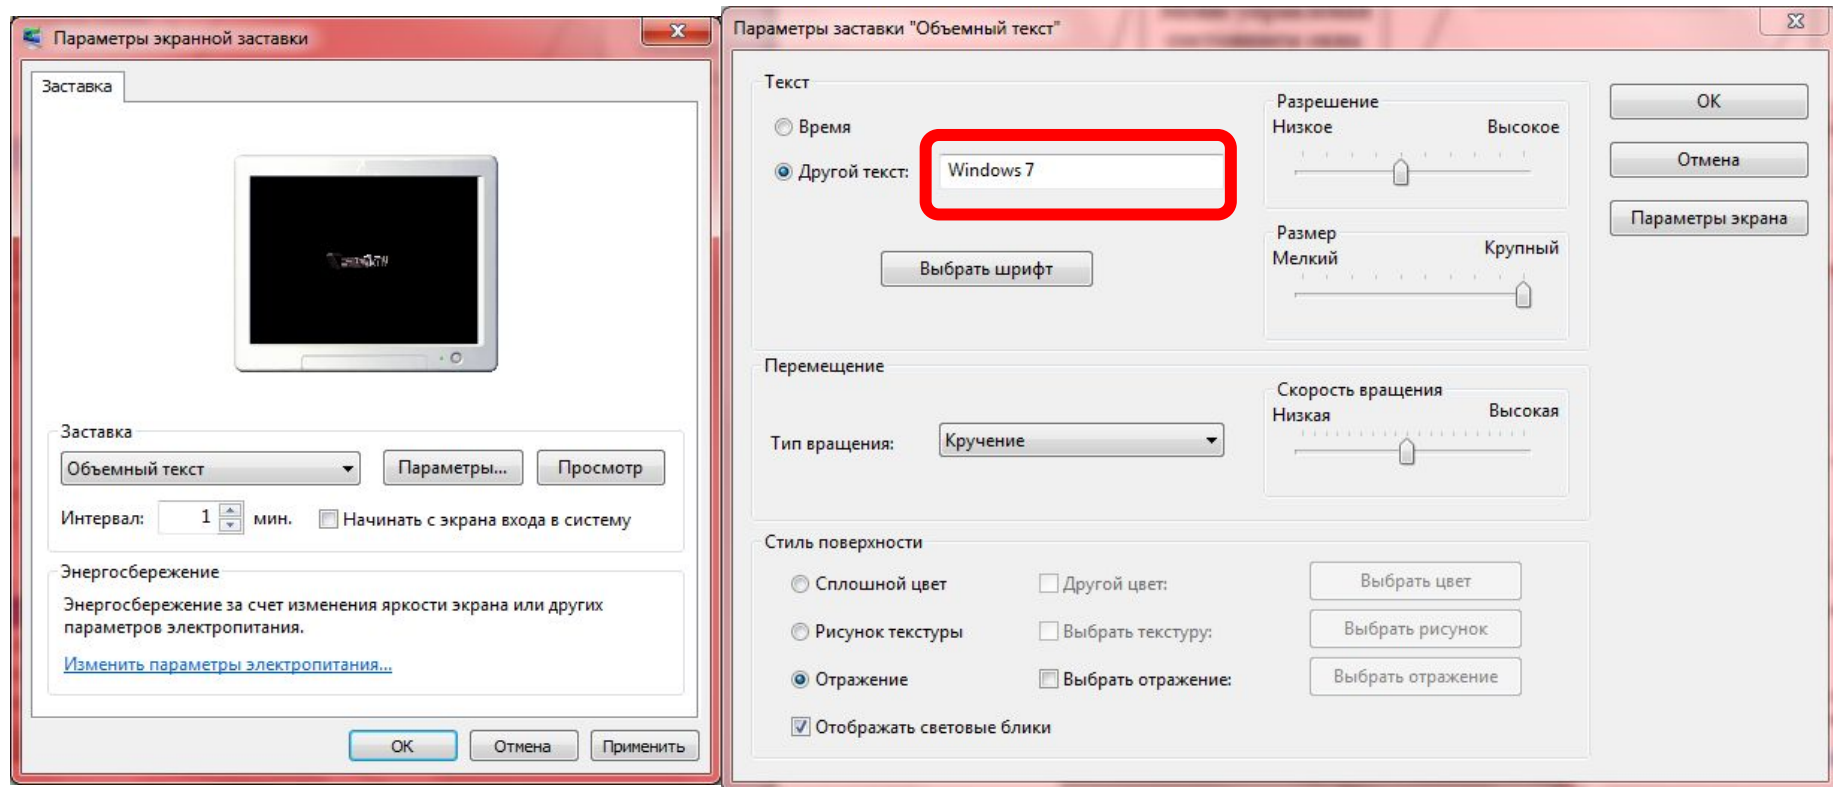 Параметры экранной заставки
Заставка
Заставка
Объемный текст
Параметры...
Просмотр
Интервал:
1
мин.
Начинать с экрана входа в систему
Энергосбережение
Энергосбережение за счет изменения яркости экрана или других
параметров электропитания.
Изменить параметры электропитания...
ОК
Отмена
Применить
Параметры заставки "Объемный текст"
Текст
Время
Другой текст:
Windows 7
Выбрать шрифт
Разрешение
Низкое
Высокое
Размер
Мелкий
Крупный
ОК
Отмена
Параметры экрана
Перемещение
Тип вращения:
Кручение
Скорость вращения
Низкая
Высокая
Стиль поверхности
Сплошной цвет
Другой цвет:
Выбрать цвет
Рисунок текстуры
Выбрать текстуру:
Выбрать рисунок
Отражение
Выбрать отражение:
Выбрать отражение
Отображать световые блики